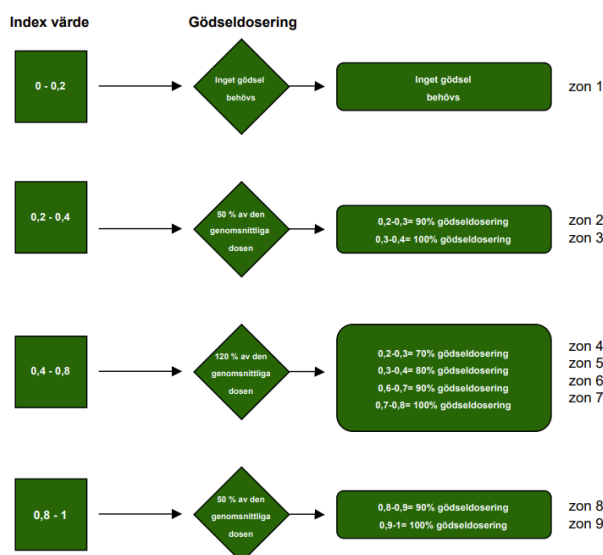 Index värde
Gödseldosering
0 - 0,2
Inget gödsel
behövs
Inget gödsel
behövs
zon 1
0,2 - 0,4
50 % av den
genomsnittliga
dosen
0,2-0,3= 90% gödseldosering
0,3-0,4= 100% gödseldosering
zon 2
zon 3
0,4 - 0,8
120 % av den
genomsnittliga
dosen
0,2-0,3= 70% gödseldosering
0,3-0,4= 80% gödseldosering
0,6-0,7= 90% gödseldosering
0,7-0,8= 100% gödseldosering
zon 4
zon 5
zon 6
zon 7
0,8 - 1
50 % av den
genomsnittliga
dosen
0,8-0,9= 90% gödseldosering
0,9-1= 100% gödseldosering
zon 8
zon 9